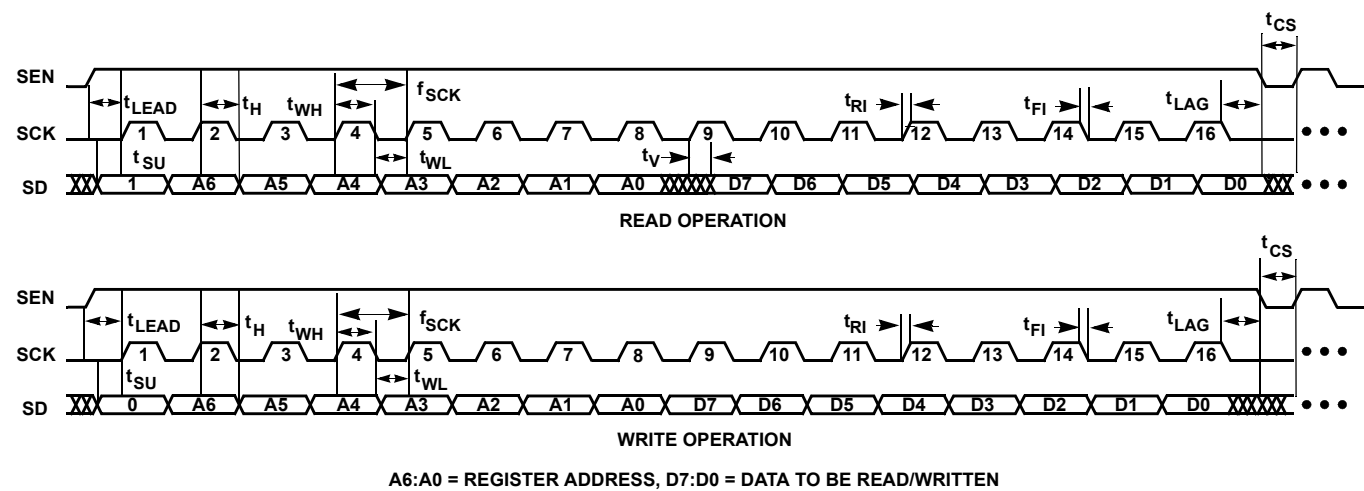 tCS
SEN
tLEAD tH tWH fSCK tRI tFI tLAG
SCK 1 2 3 4 5 6 7 8 9 10 11 12 13 14 15 16
tSU tWL tV
SD 1 A6 A5 A4 A3 A2 A1 A0 D7 D6 D5 D4 D3 D2 D1 D0
READ OPERATION
tCS
SEN
tLEAD tH tWH fSCK tRI tFI tLAG
SCK 1 2 3 4 5 6 7 8 9 10 11 12 13 14 15 16
tSU tWL
SD 0 A6 A5 A4 A3 A2 A1 A0 D7 D6 D5 D4 D3 D2 D1 D0
WRITE OPERATION
A6:A0 = REGISTER ADDRESS, D7:D0 = DATA TO BE READ/WRITTEN